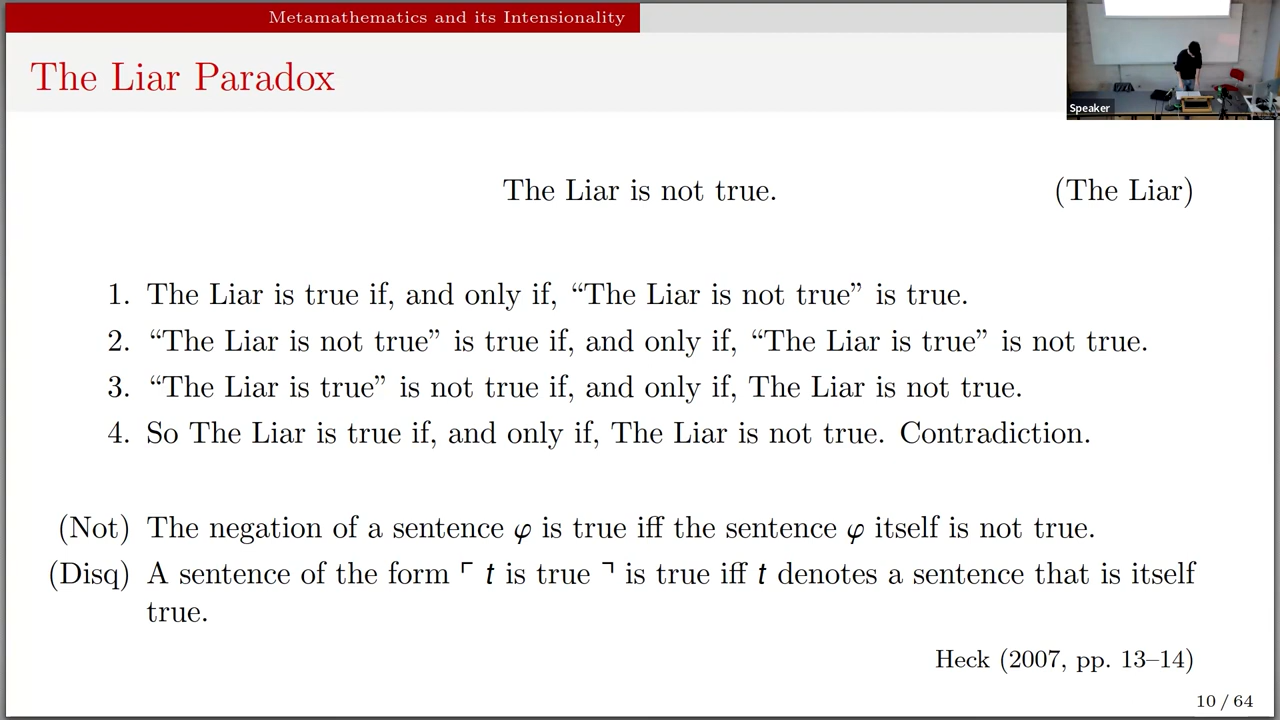 Metamathematics and its Intensionality
The Liar Paradox
Speaker
The Liar is not true. (The Liar)
1. The Liar is true if, and only if, “The Liar is not true” is true.
2. “The Liar is not true” is true if, and only if, “The Liar is true” is not true.
3. “The Liar is true” is not true if, and only if, The Liar is not true.
4. So The Liar is true if, and only if, The Liar is not true. Contradiction.
(Not) The negation of a sentence φ is true iff the sentence φ itself is not true.
(Disq) A sentence of the form ⌜ t is true ⌝ is true iff t denotes a sentence that is itself
true.
Heck (2007, pp. 13–14)
10 / 64